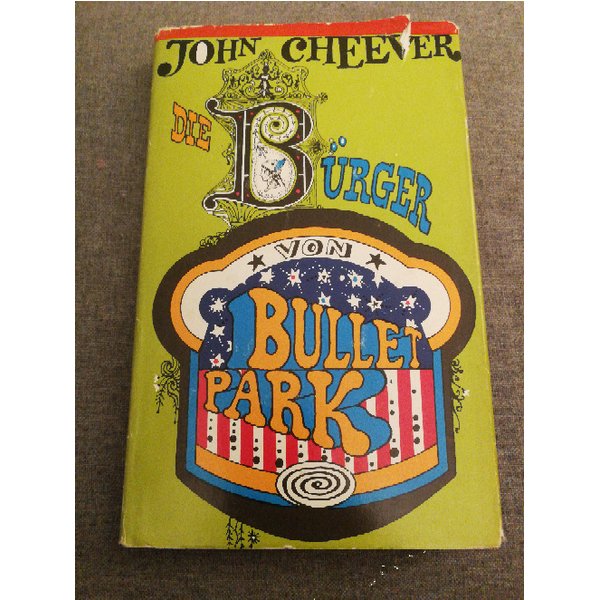 JOHN CHEEVER
DIE
BÜRGER
VON
BULLET
PARK